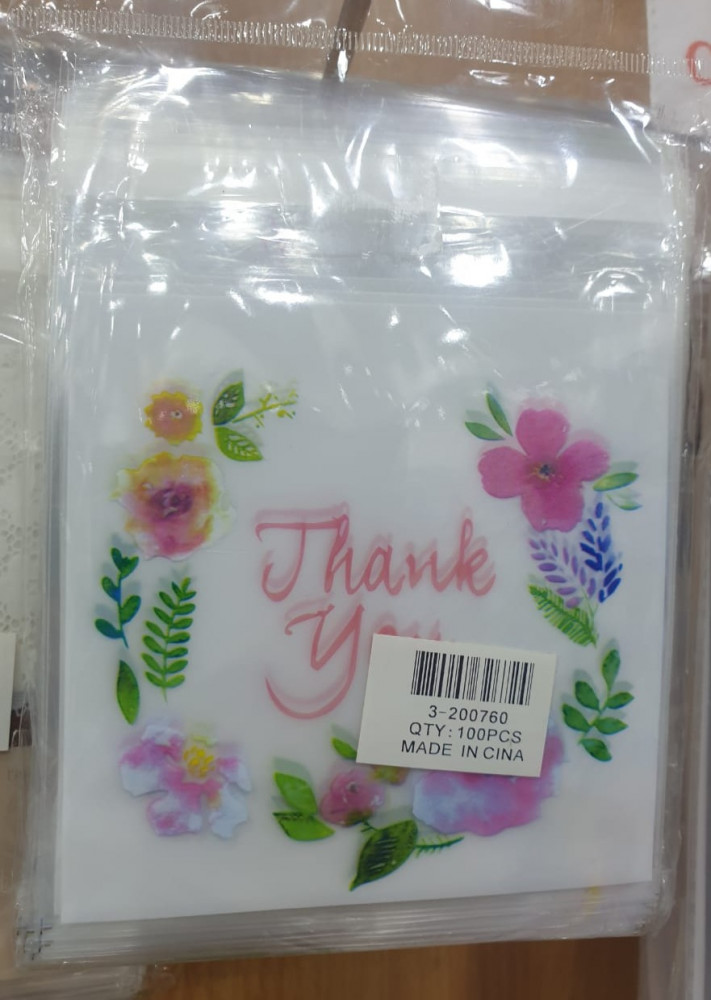 Thank
You
3-200760
QTY: 100PCS
MADE IN CINA